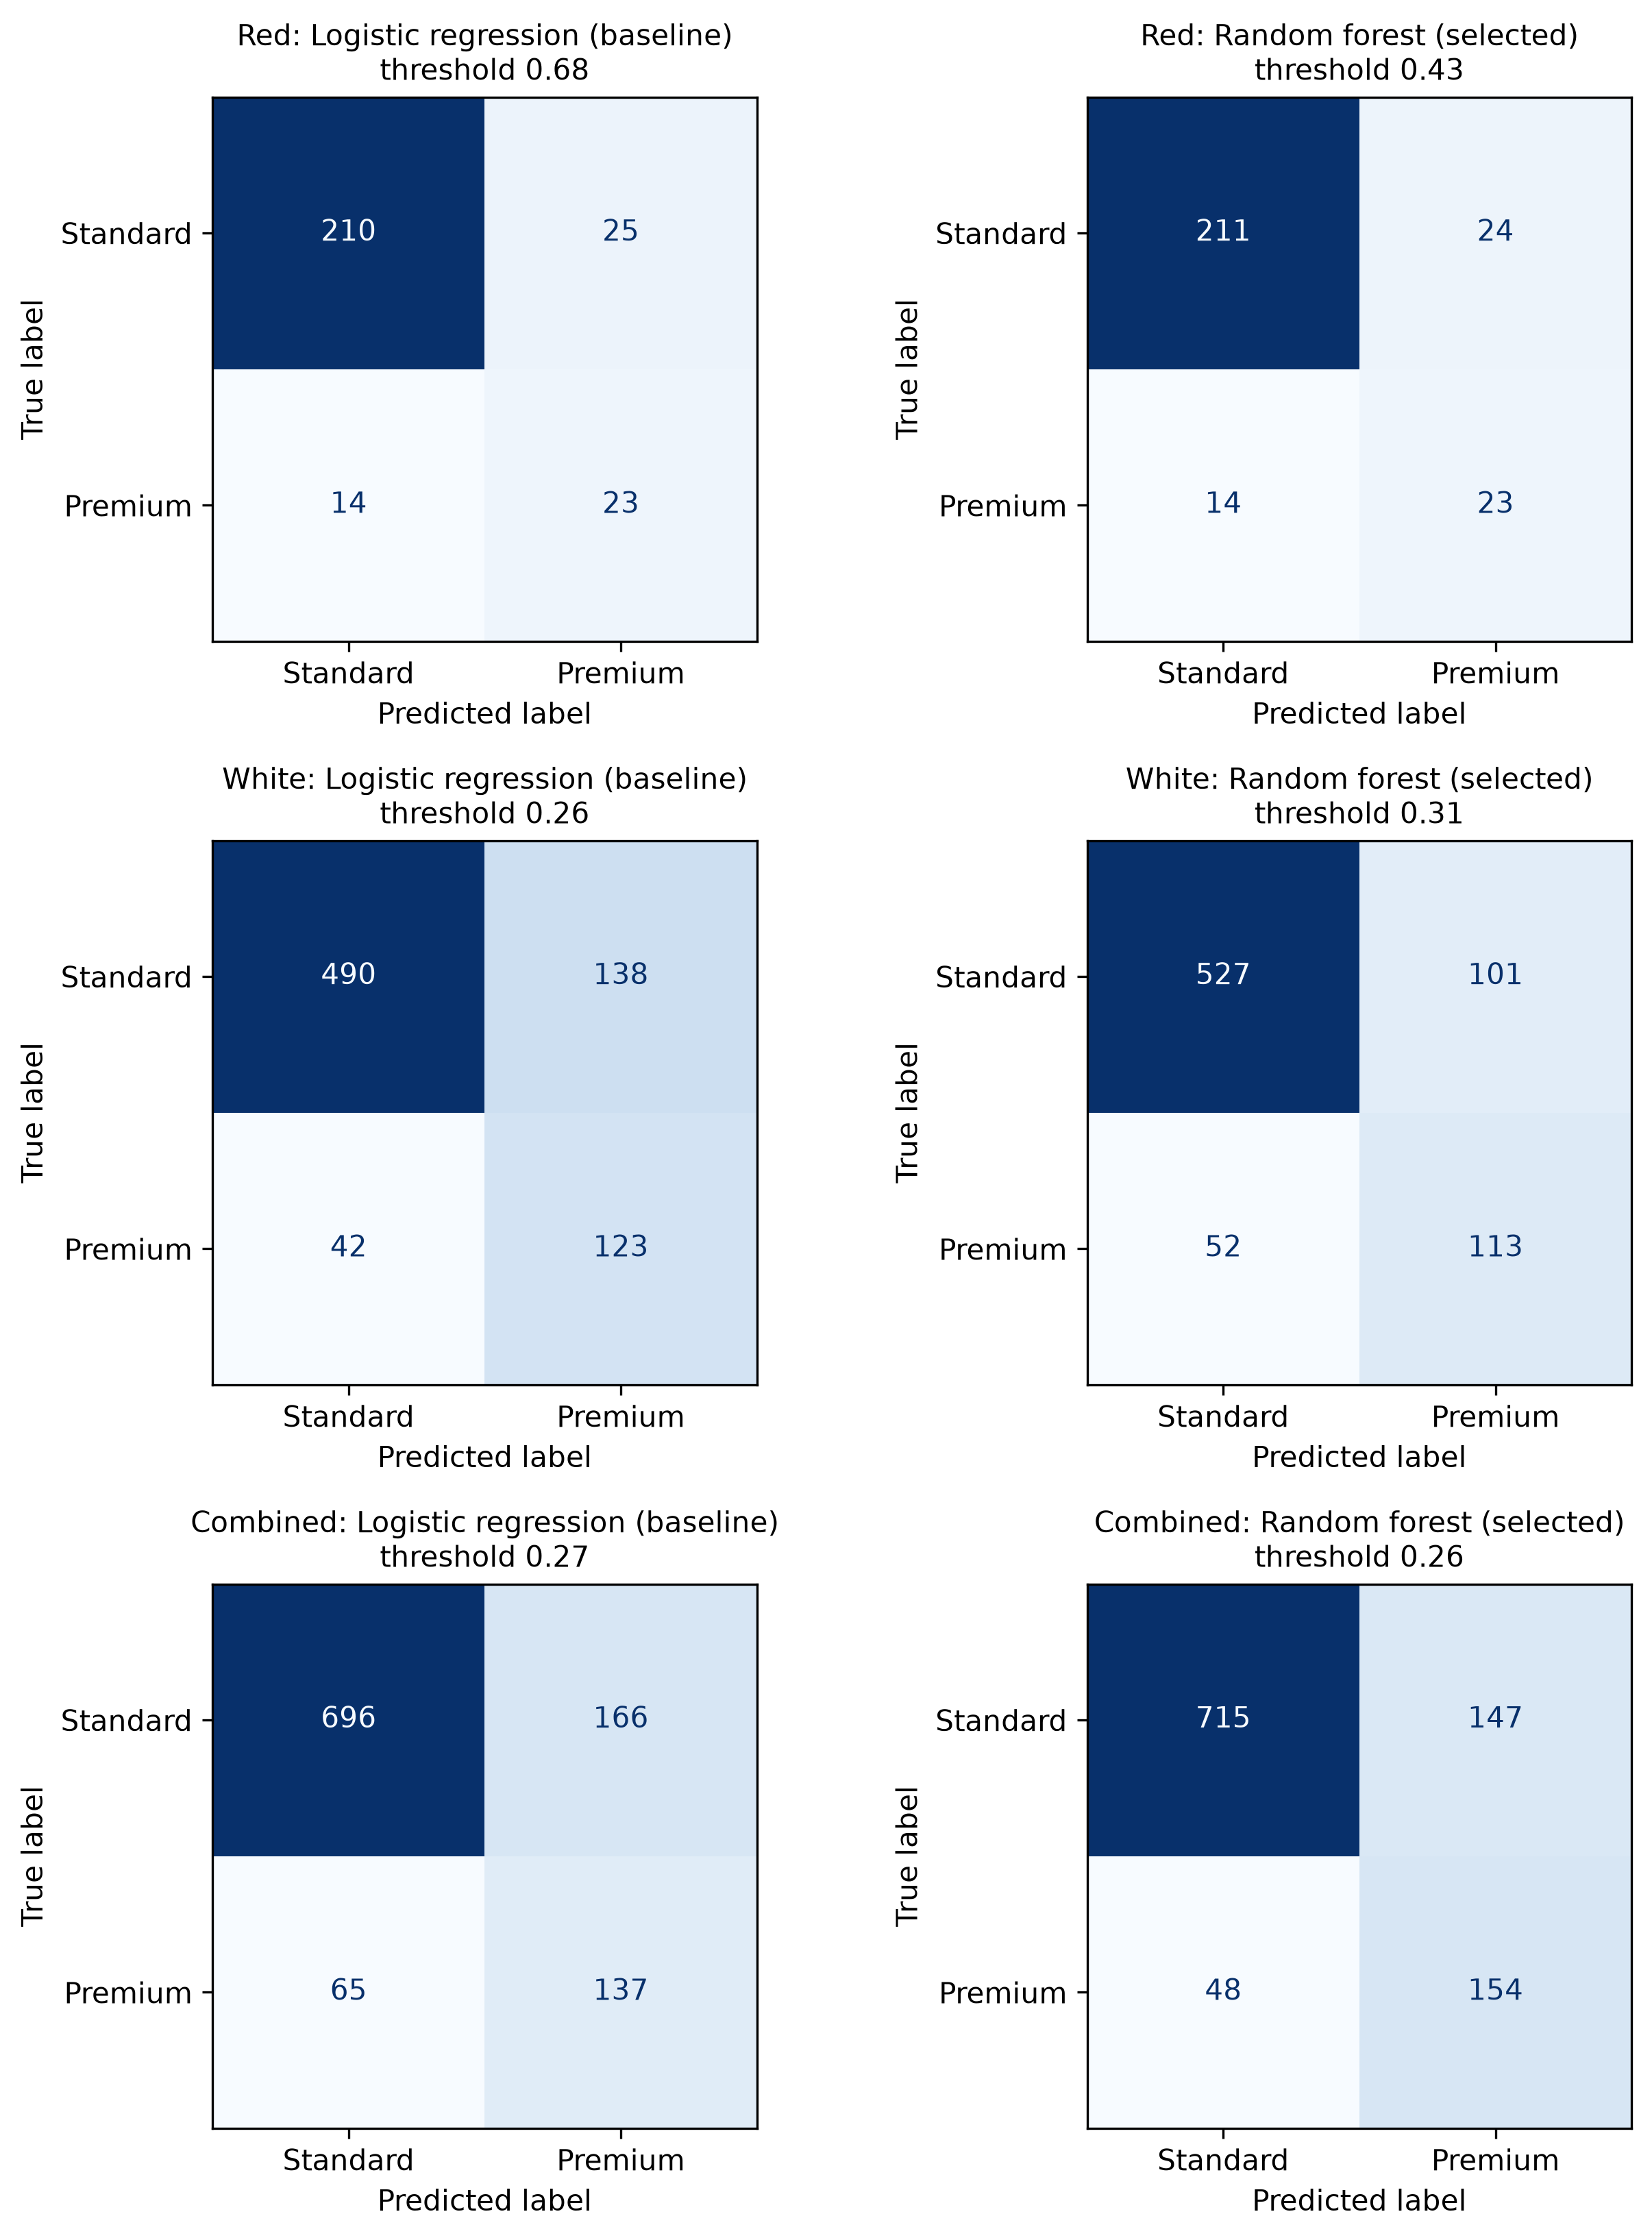 Red: Logistic regression (baseline)
threshold 0.68
Standard
210
25
Premium
14
23
True label
Standard
Premium
Predicted label
Red: Random forest (selected)
threshold 0.43
Standard
211
24
Premium
14
23
True label
Standard
Premium
Predicted label
White: Logistic regression (baseline)
threshold 0.26
Standard
490
138
Premium
42
123
True label
Standard
Premium
Predicted label
White: Random forest (selected)
threshold 0.31
Standard
527
101
Premium
52
113
True label
Standard
Premium
Predicted label
Combined: Logistic regression (baseline)
threshold 0.27
Standard
696
166
Premium
65
137
True label
Standard
Premium
Predicted label
Combined: Random forest (selected)
threshold 0.26
Standard
715
147
Premium
48
154
True label
Standard
Premium
Predicted label